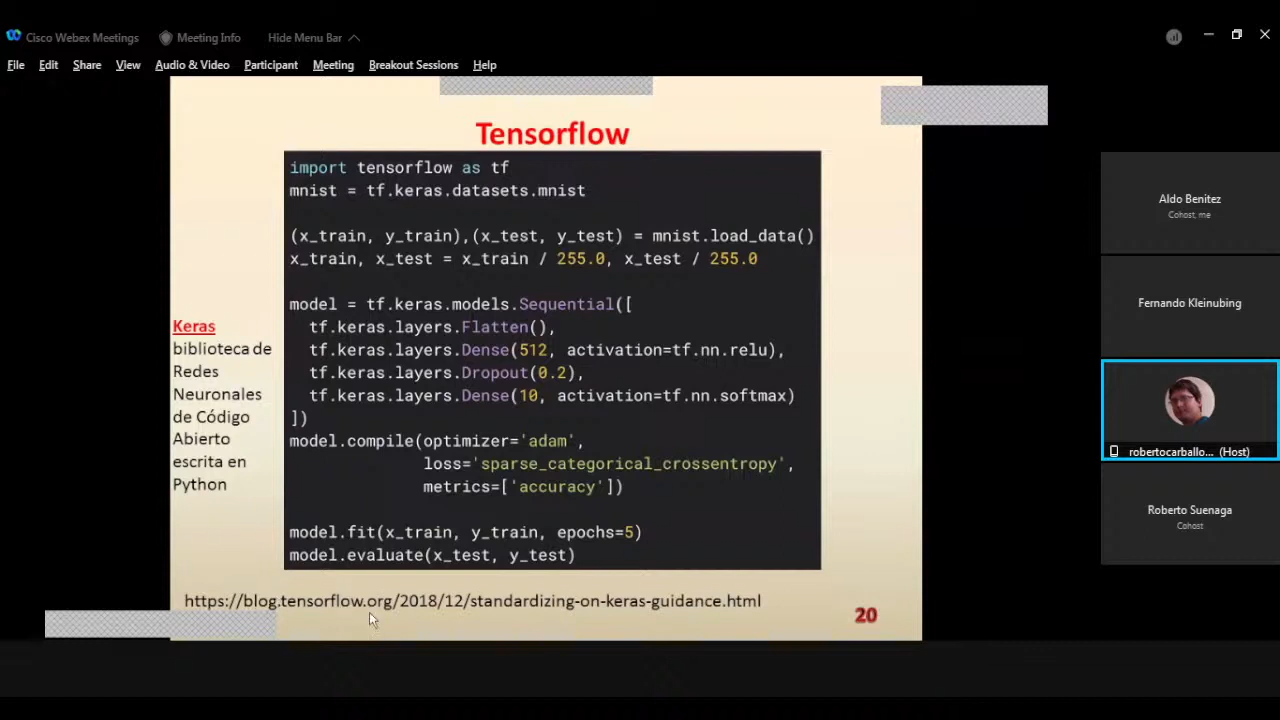 Cisco Webex Meetings
Meeting Info
Hide Menu Bar
File Edit Share View Audio & Video Participant Meeting Breakout Sessions Help
Tensorflow
import tensorflow as tf
mnist = tf.keras.datasets.mnist
(x_train, y_train),(x_test, y_test) = mnist.load_data()
x_train, x_test = x_train / 255.0, x_test / 255.0
model = tf.keras.models.Sequential([
tf.keras.layers.Flatten(),
tf.keras.layers.Dense(512, activation=tf.nn.relu),
tf.keras.layers.Dropout(0.2),
tf.keras.layers.Dense(10, activation=tf.nn.softmax)
])
model.compile(optimizer='adam',
loss='sparse_categorical_crossentropy',
metrics=['accuracy'])
model.fit(x_train, y_train, epochs=5)
model.evaluate(x_test, y_test)
Keras
biblioteca de
Redes
Neuronales
de Código
Abierto
escrita en
Python
https://blog.tensorflow.org/2018/12/standardizing-on-keras-guidance.html
20
Aldo Benitez
Cohost, me
Fernando Kleinubing
robertocarballo... (Host)
Roberto Suenaga
Cohost